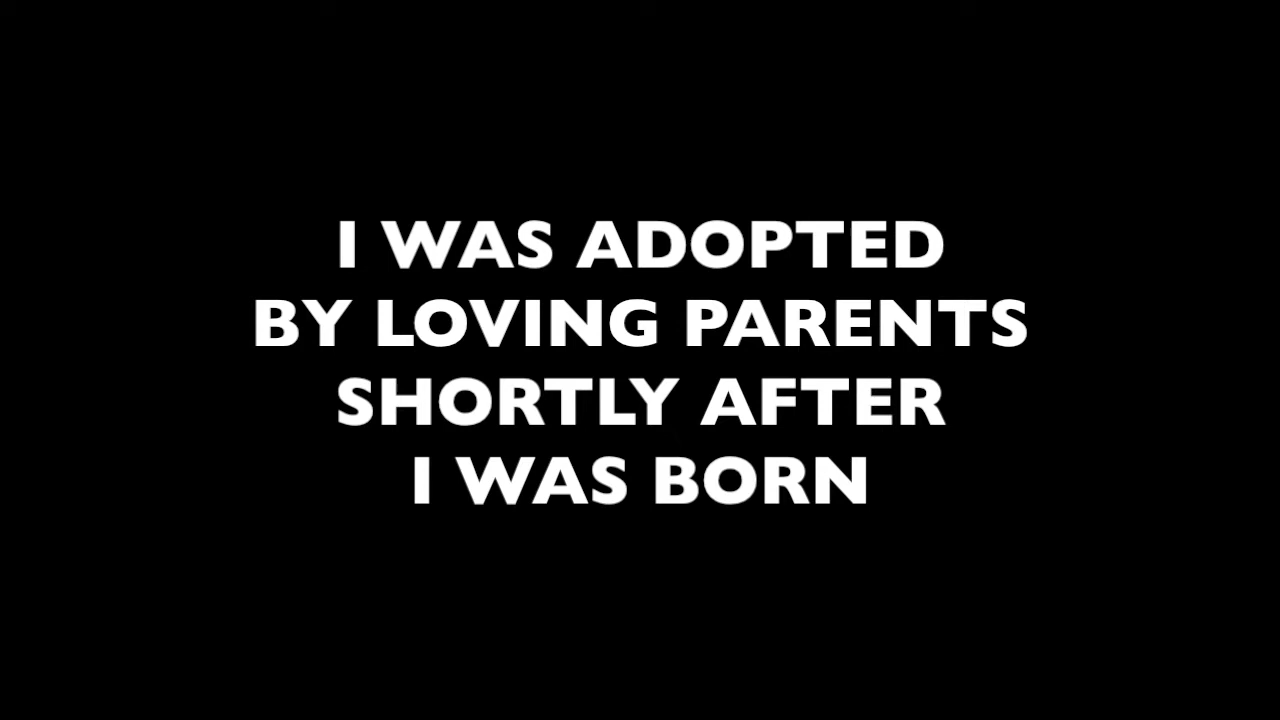 I WAS ADOPTED
BY LOVING PARENTS
SHORTLY AFTER
I WAS BORN